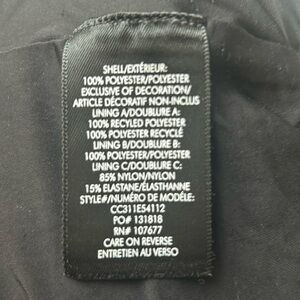 SHELL/EXTÉRIEUR:
100% POLYESTER/POLYESTER
EXCLUSIVE OF DECORATION/
ARTICLE DÉCORATIF NON-INCLUS
LINING A/DOUBLURE A:
100% RECYLED POLYESTER
100% POLYESTER RECYCLÉ
LINING B/DOUBLURE B:
100% POLYESTER/POLYESTER
LINING C/DOUBLURE C:
85% NYLON/NYLON
15% ELASTANE/ÉLASTHANNE
STYLE#/NUMÉRO DE MODÈLE:
CC311E54112
PO# 131818
RN# 107677
CARE ON REVERSE
ENTRETIEN AU VERSO